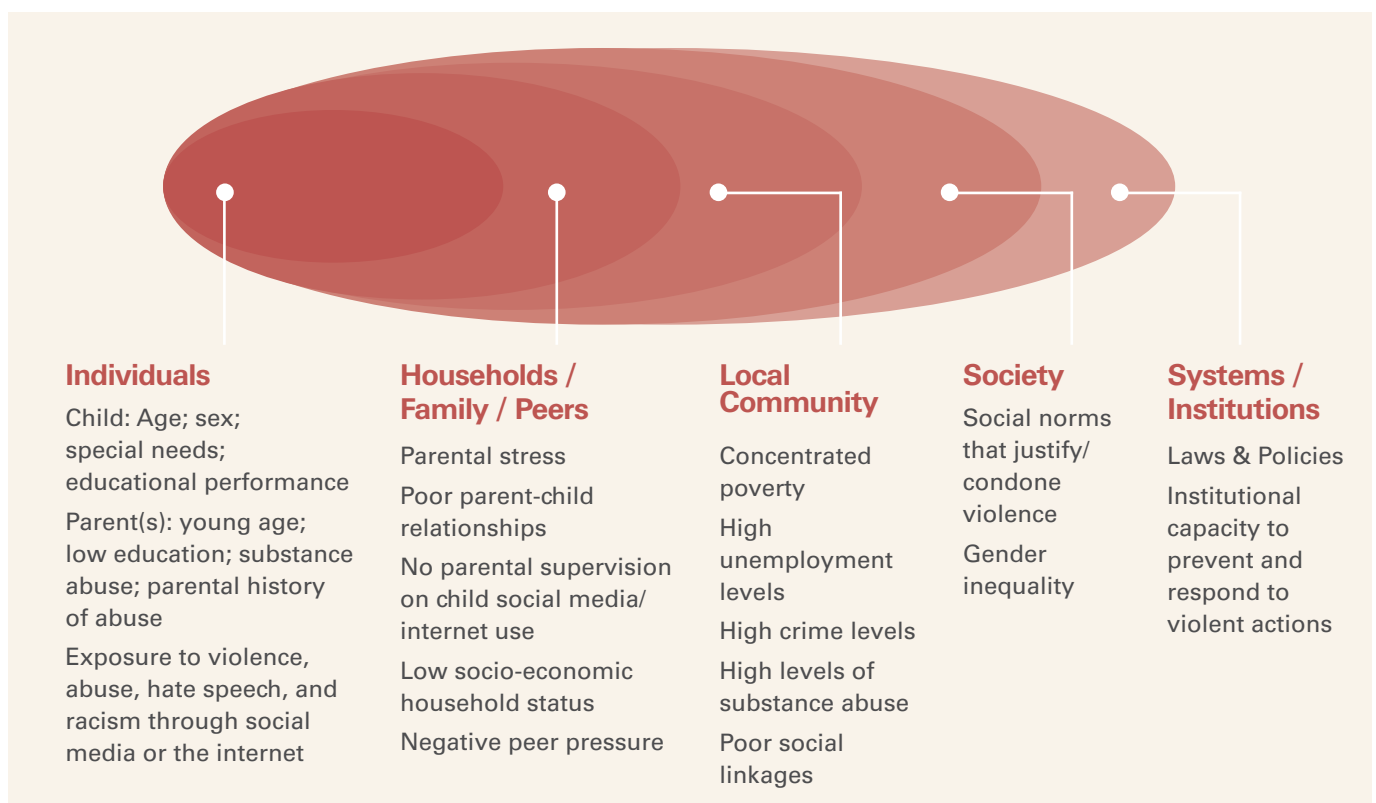 Individuals
Child: Age; sex;
special needs;
educational performance
Parent(s): young age;
low education; substance
abuse; parental history
of abuse
Exposure to violence,
abuse, hate speech, and
racism through social
media or the internet
Households /
Family / Peers
Parental stress
Poor parent-child
relationships
No parental supervision
on child social media/
internet use
Low socio-economic
household status
Negative peer pressure
Local
Community
Concentrated
poverty
High
unemployment
levels
High crime levels
High levels of
substance abuse
Poor social
linkages
Society
Social norms
that justify/
condone
violence
Gender
inequality
Systems /
Institutions
Laws & Policies
Institutional
capacity to
prevent and
respond to
violent actions